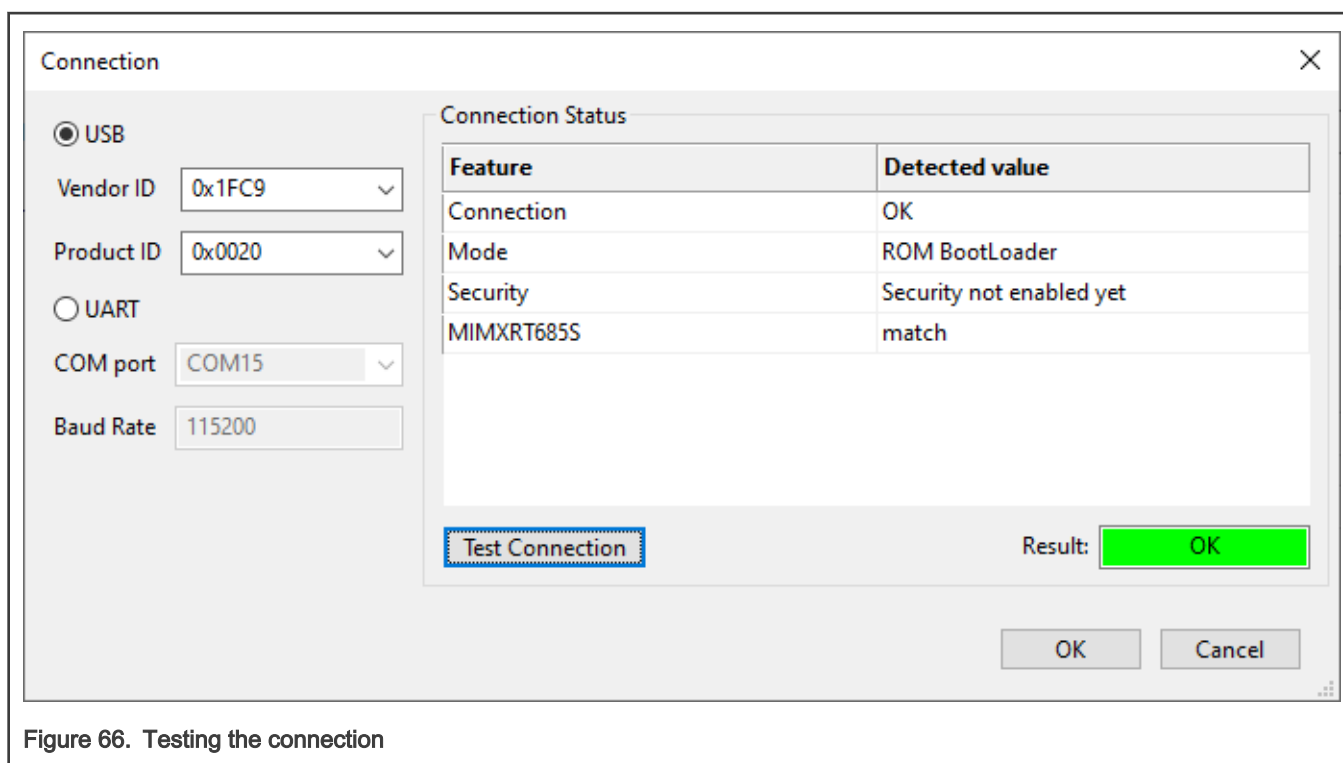 Connection
USB
Vendor ID 0x1FC9
Product ID 0x0020
UART
COM port COM15
Baud Rate 115200
Connection Status
Feature Detected value
Connection OK
Mode ROM BootLoader
Security Security not enabled yet
MIMXRT685S match
Test Connection Result: OK
OK Cancel
Figure 66. Testing the connection